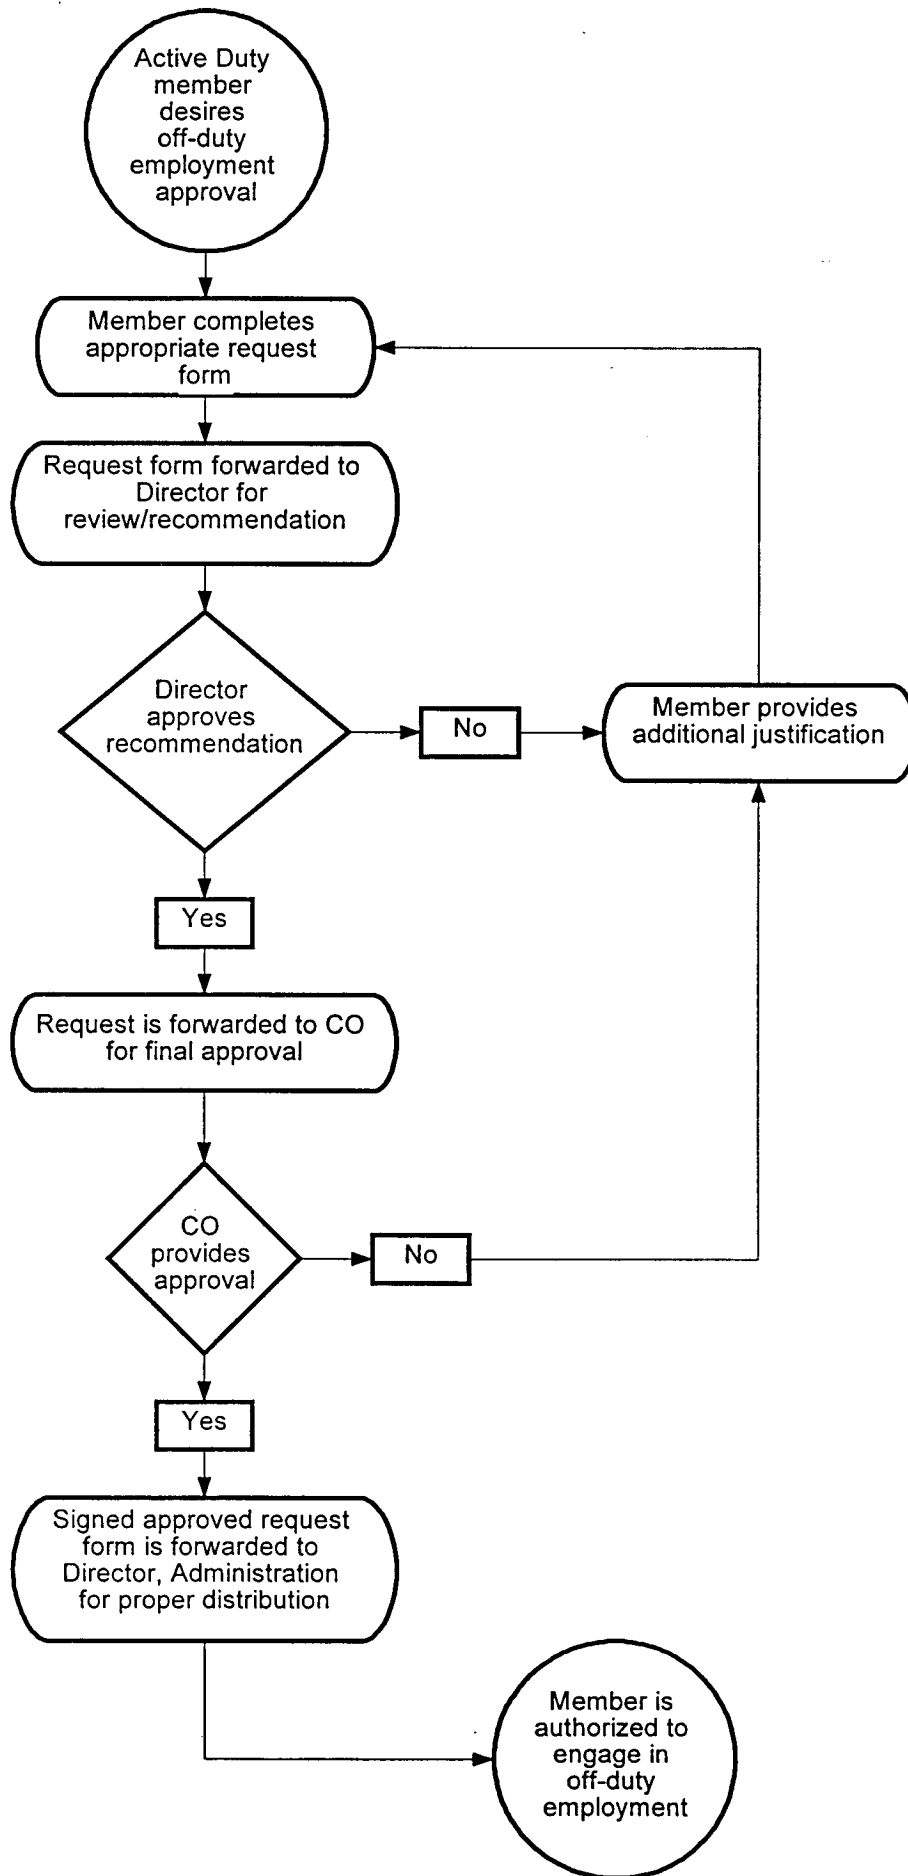 Active Duty
member
desires
off-duty
employment
approval
Member completes
appropriate request
form
Request form forwarded to
Director for
review/recommendation
Director
approves
recommendation
No
Member provides
additional justification
Yes
Request is forwarded to CO
for final approval
CO
provides
approval
No
Yes
Signed approved request
form is forwarded to
Director, Administration
for proper distribution
Member is
authorized to
engage in
off-duty
employment